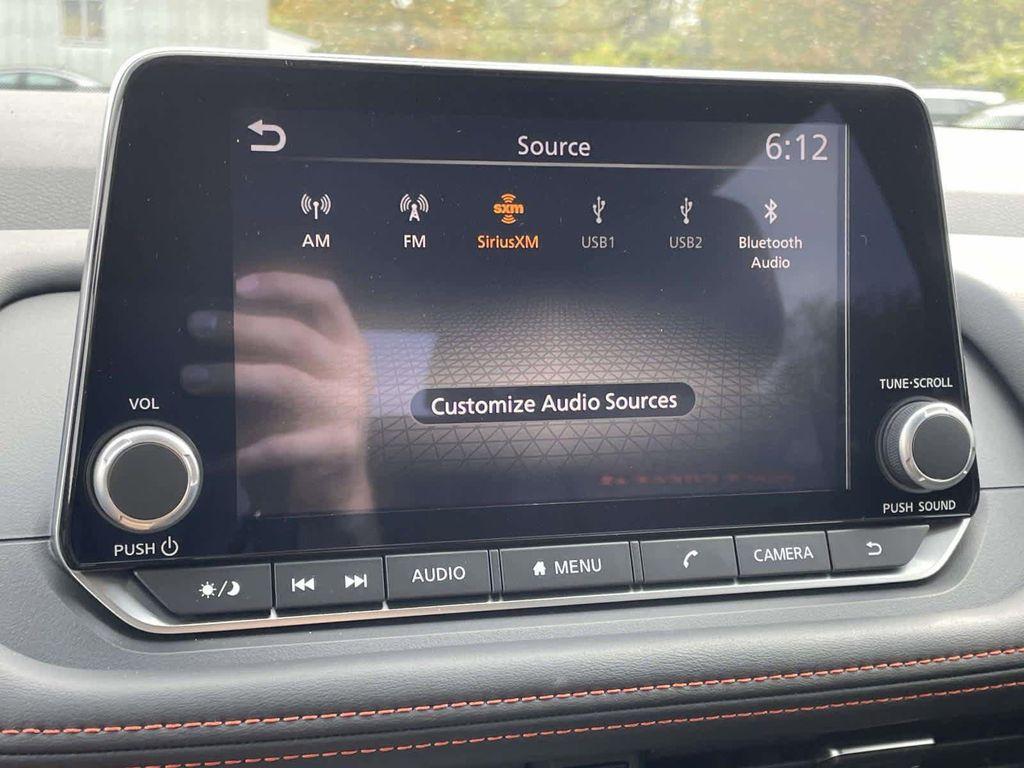 Source
6:12
sxm
AM
FM
SiriusXM
USB1
USB2
Bluetooth
Audio
Customize Audio Sources
VOL
TUNE·SCROLL
PUSH
PUSH SOUND
AUDIO
MENU
CAMERA